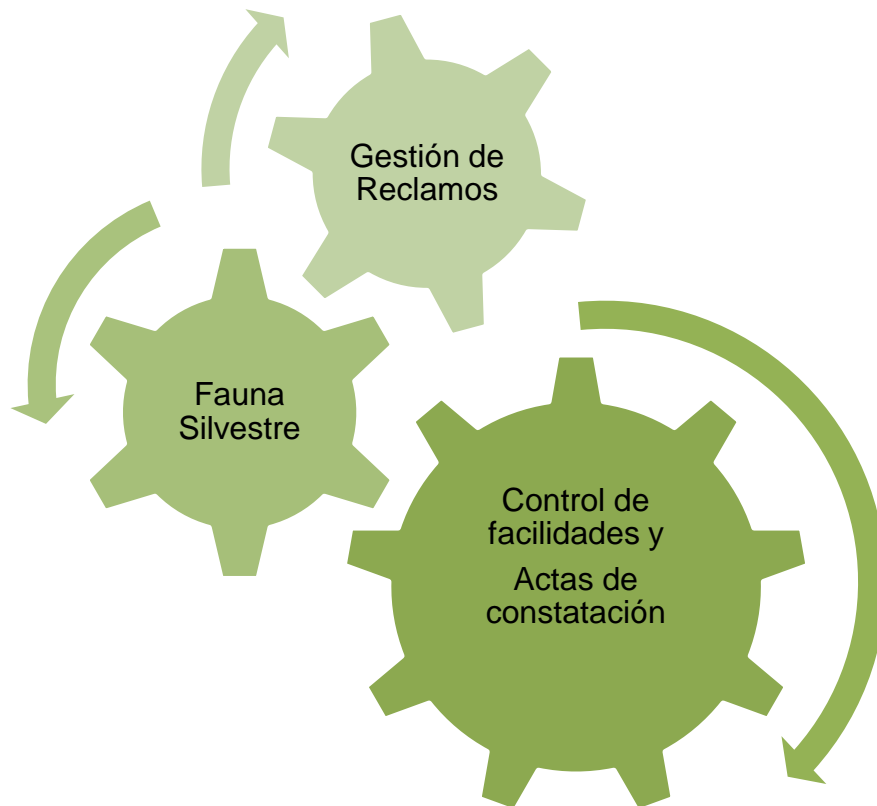 Gestión de
Reclamos
Fauna
Silvestre
Control de
facilidades y
Actas de
constatación